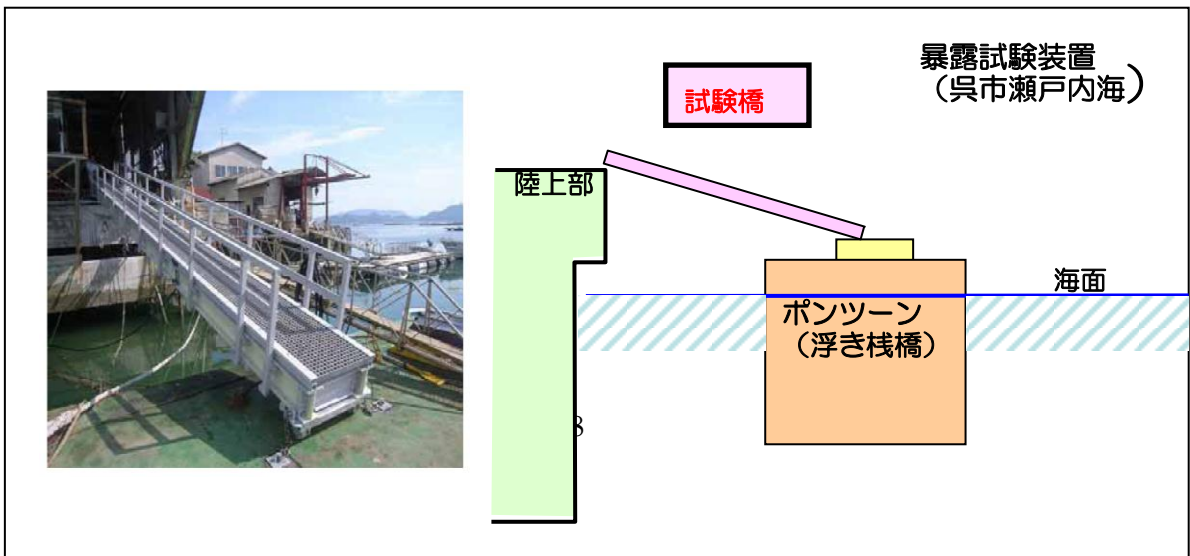 暴露試験装置
（呉市瀬戸内海）
試験橋
陸上部
海面
ポンツーン
（浮き桟橋）